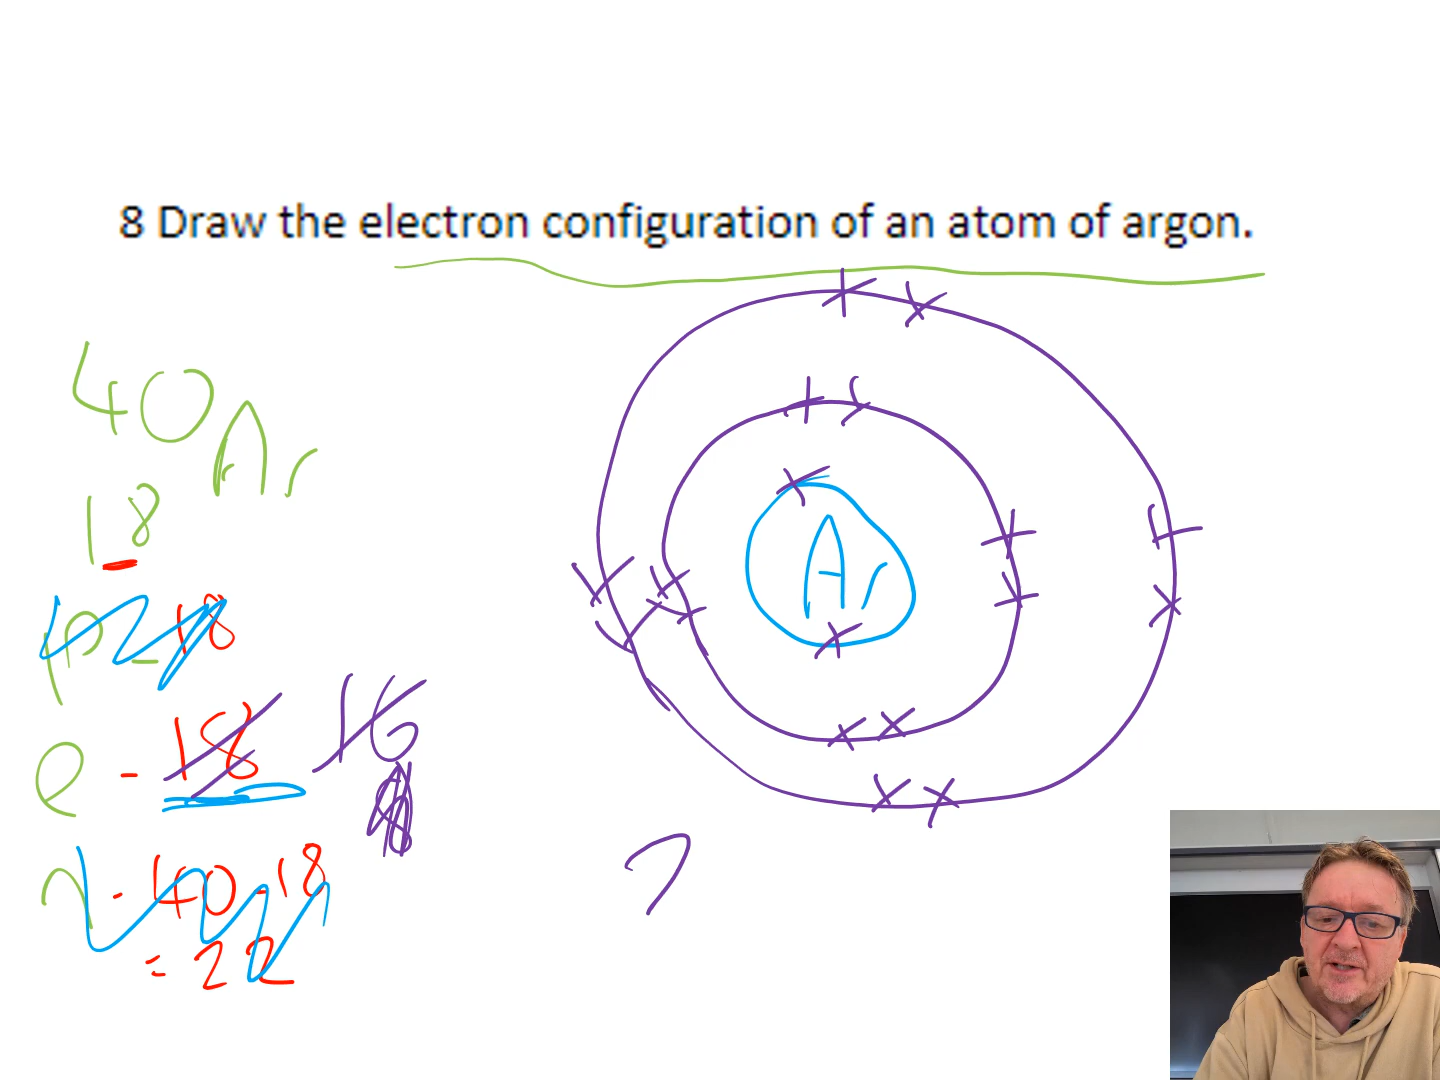 8 Draw the electron configuration of an atom of argon.
40
Ar
18
p - 18
e - 18 16
n - 40 - 18
= 22
Ar